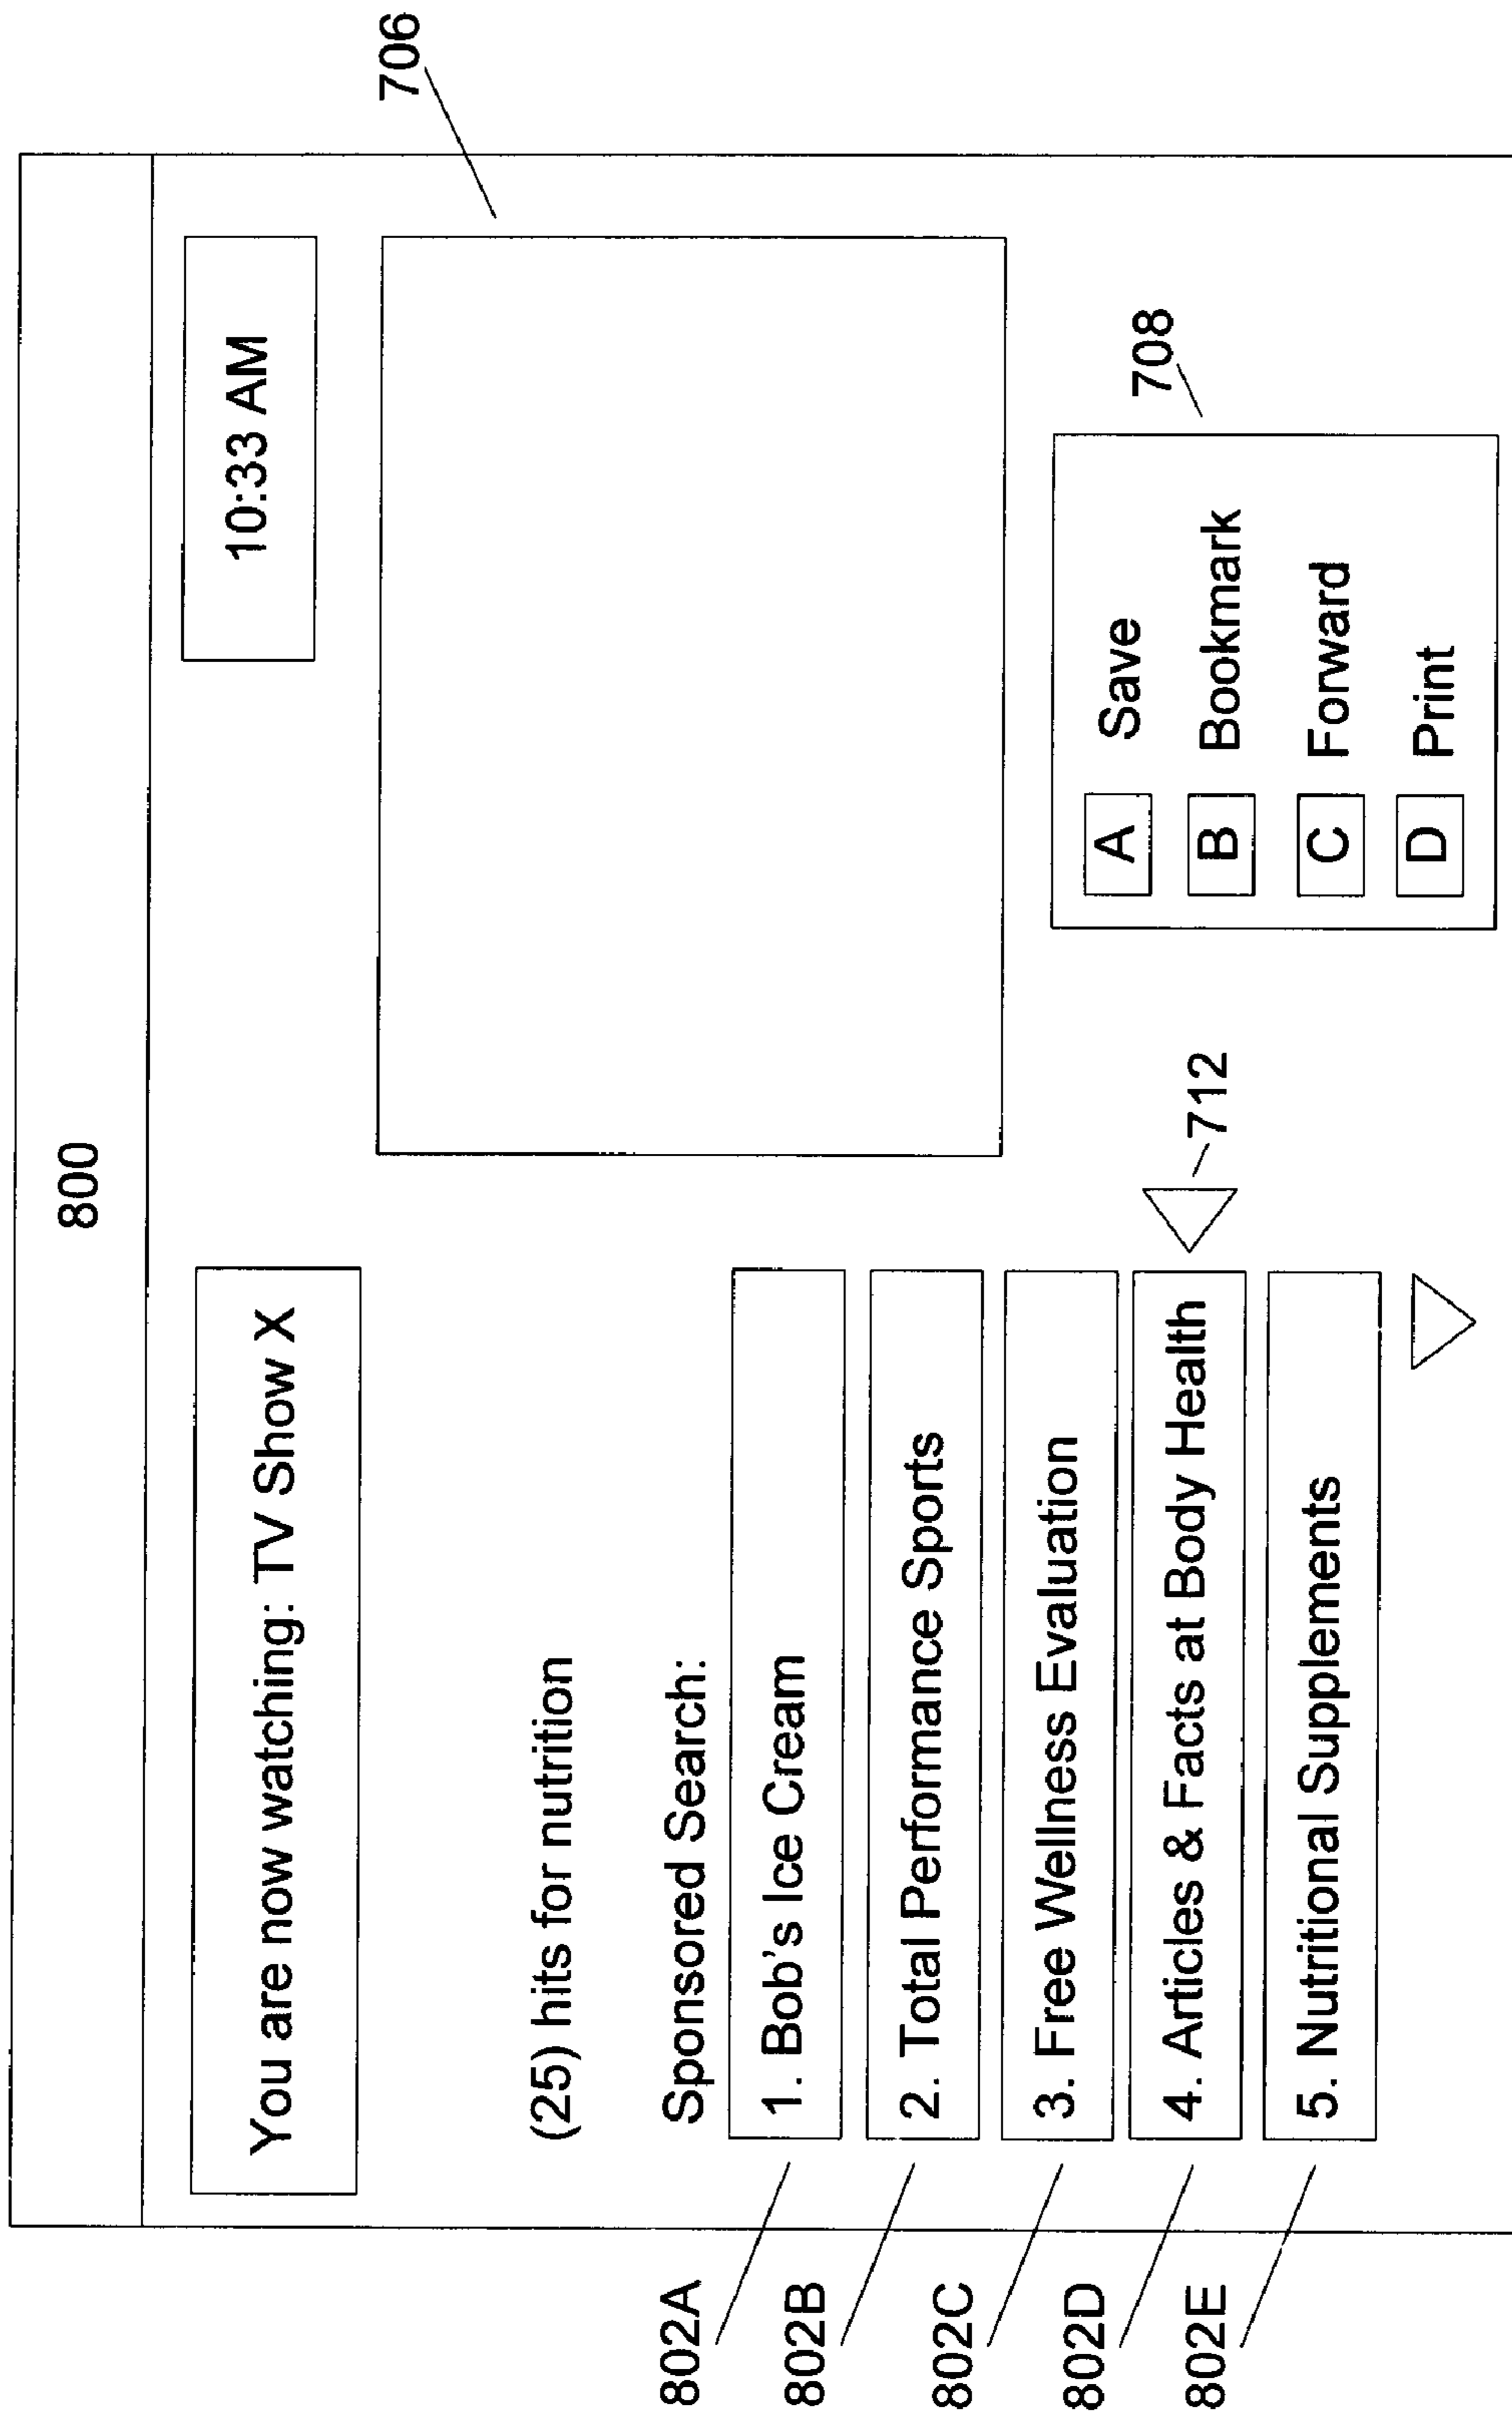 800
You are now watching: TV Show X
10:33 AM
706
(25) hits for nutrition
Sponsored Search:
802A
1. Bob's Ice Cream
802B
2. Total Performance Sports
802C
3. Free Wellness Evaluation
802D
4. Articles & Facts at Body Health
712
802E
5. Nutritional Supplements
708
A Save
B Bookmark
C Forward
D Print